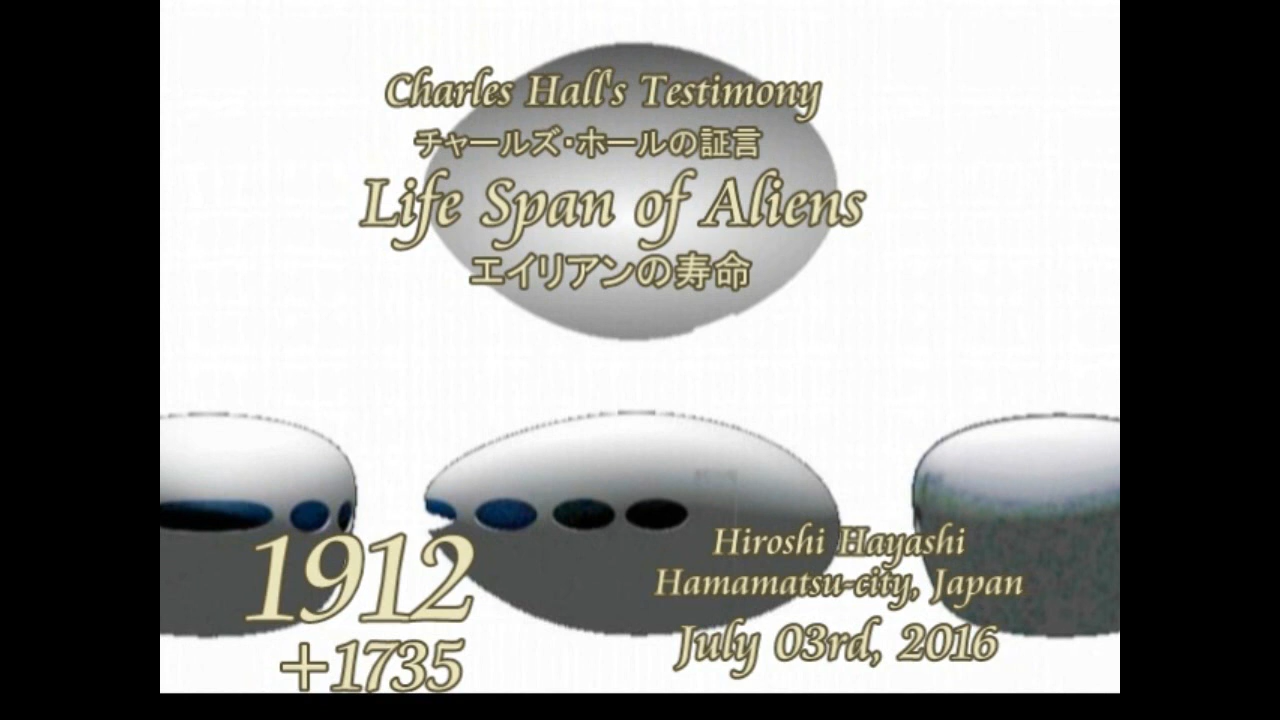 Charles Hall's Testimony
チャールズ・ホールの証言
Life Span of Aliens
エイリアンの寿命
1912
+1735
Hiroshi Hayashi
Hamamatsu-city, Japan
July 03rd, 2016